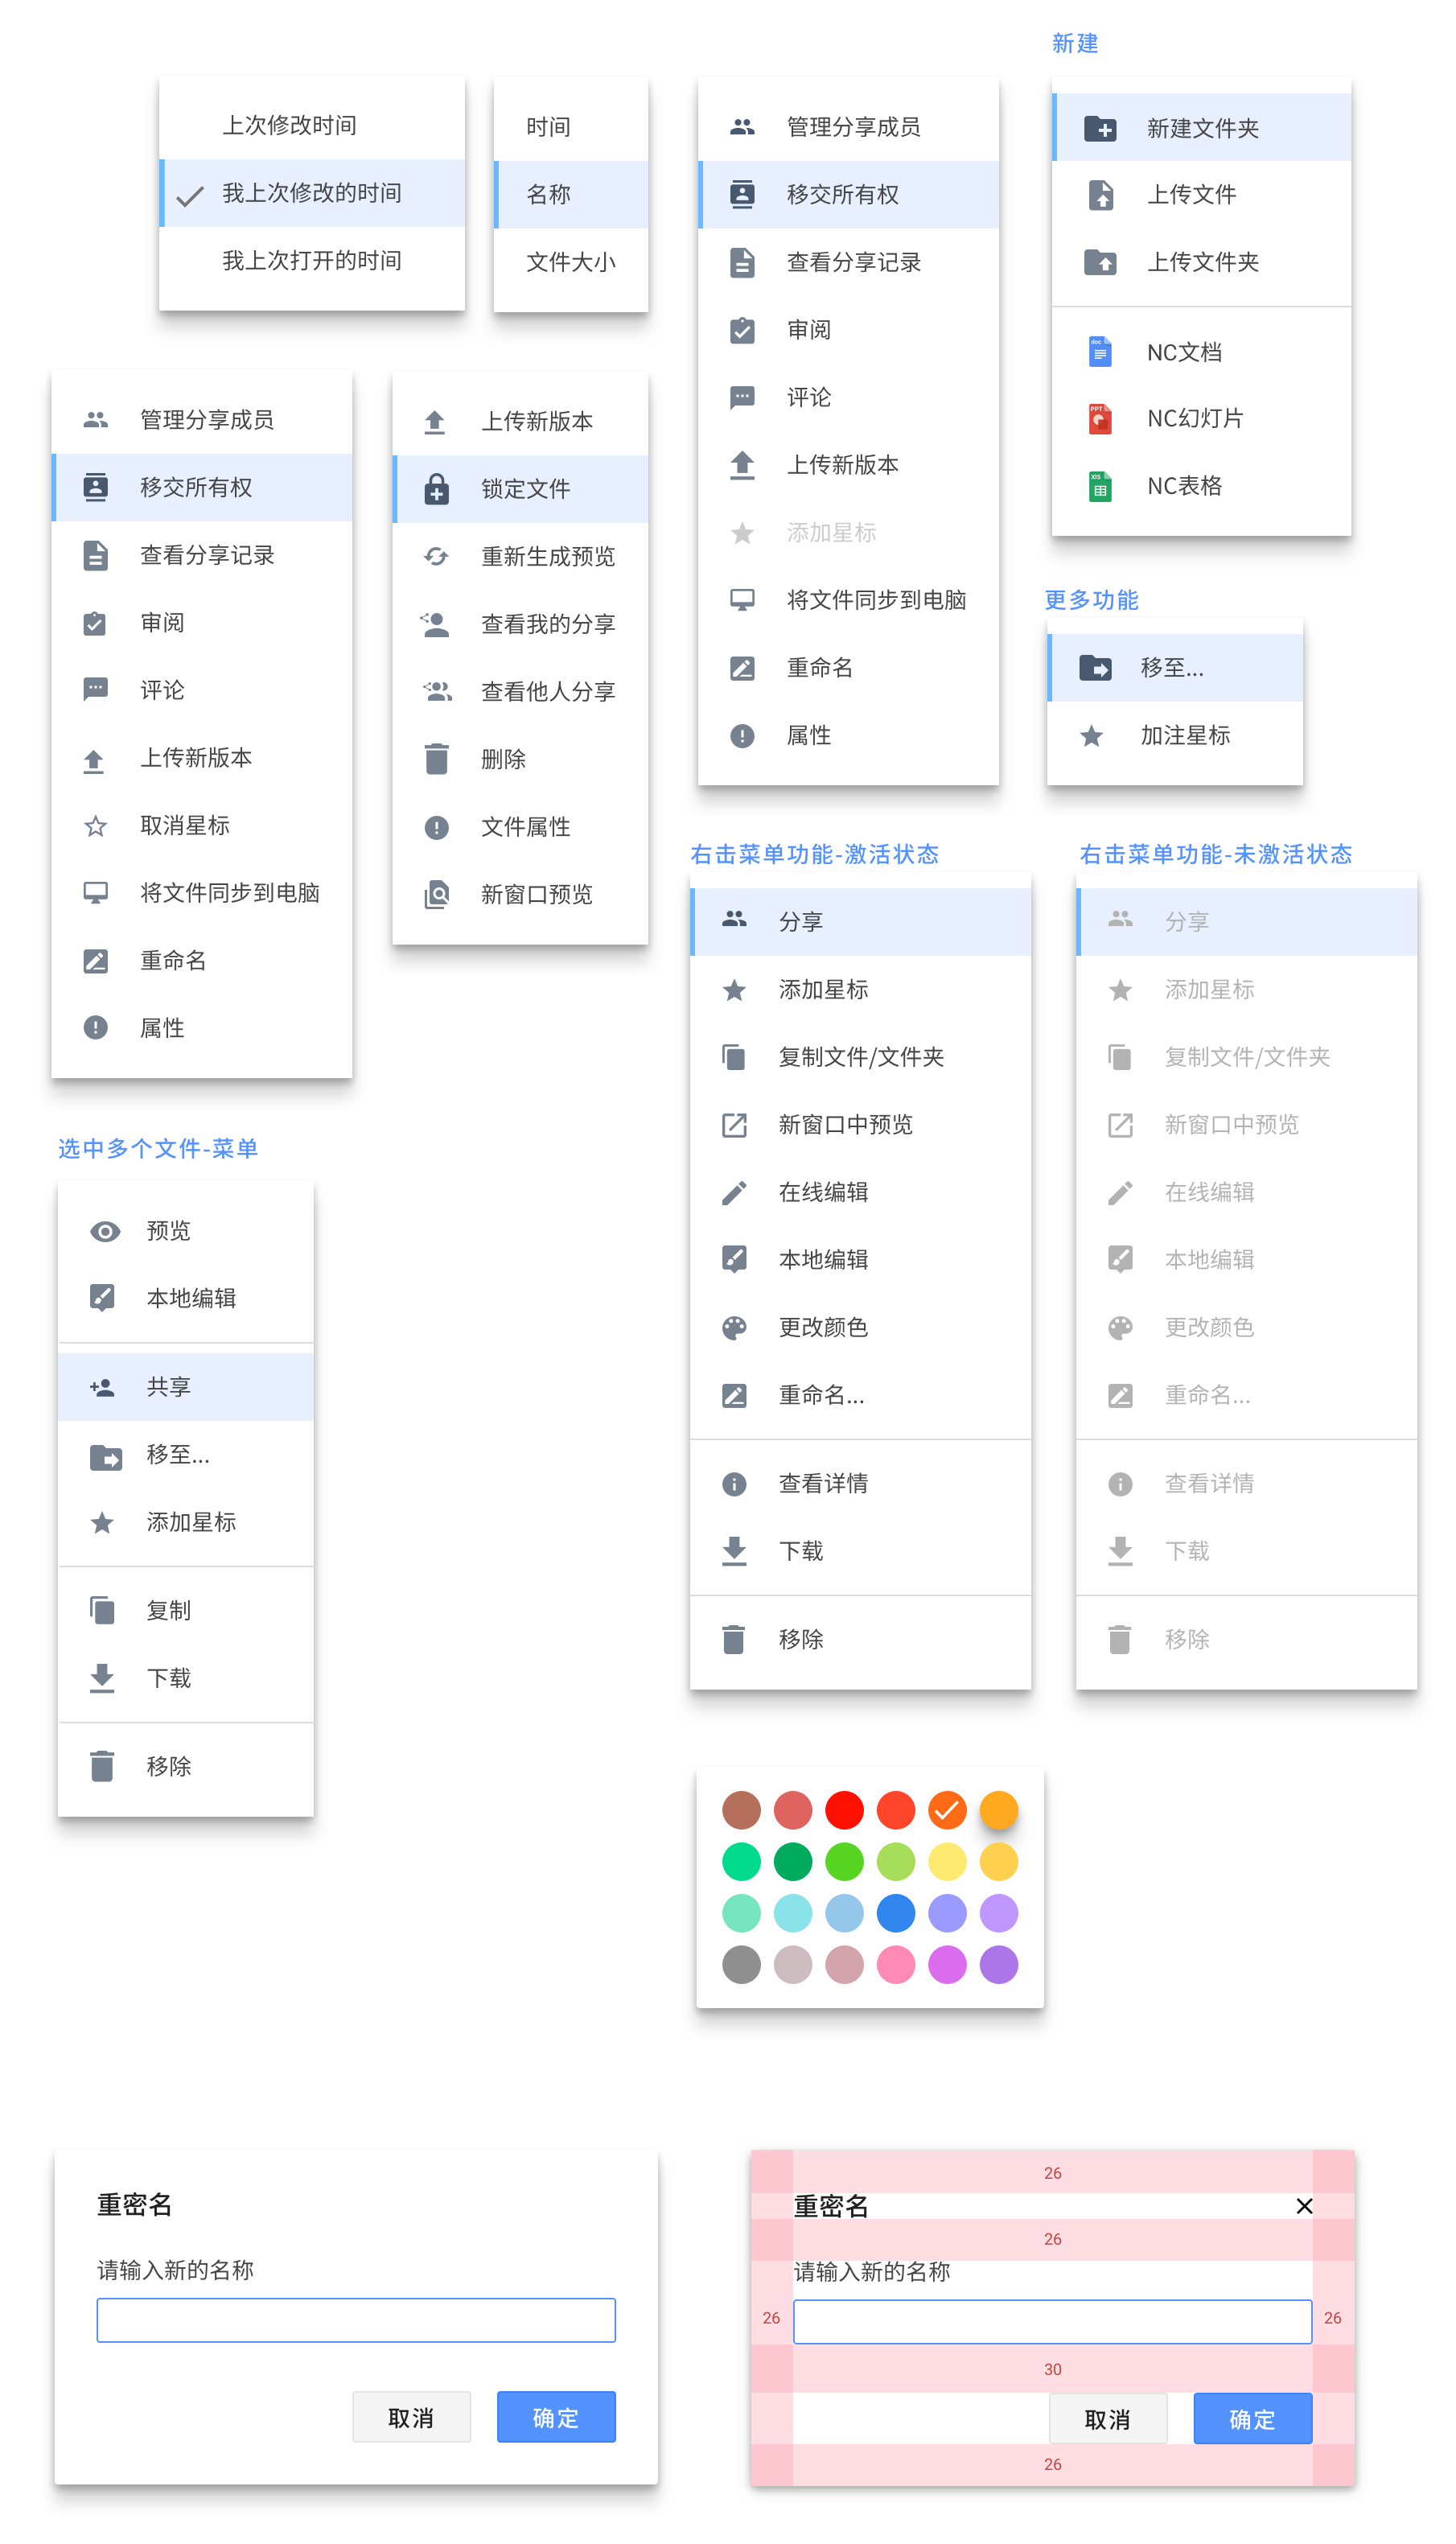 上次修改时间
我上次修改的时间
我上次打开的时间
时间
名称
文件大小
管理分享成员
移交所有权
查看分享记录
审阅
评论
上传新版本
添加星标
将文件同步到电脑
重命名
属性
新建
新建文件夹
上传文件
上传文件夹
doc
NC文档
PPT
NC幻灯片
XIS
NC表格
管理分享成员
移交所有权
查看分享记录
审阅
评论
上传新版本
取消星标
将文件同步到电脑
重命名
属性
上传新版本
锁定文件
重新生成预览
查看我的分享
查看他人分享
删除
文件属性
新窗口预览
更多功能
移至...
加注星标
右击菜单功能-激活状态
分享
添加星标
复制文件/文件夹
新窗口中预览
在线编辑
本地编辑
更改颜色
重命名...
查看详情
下载
移除
右击菜单功能-未激活状态
分享
添加星标
复制文件/文件夹
新窗口中预览
在线编辑
本地编辑
更改颜色
重命名...
查看详情
下载
移除
选中多个文件-菜单
预览
本地编辑
共享
移至...
添加星标
复制
下载
移除
重密名
请输入新的名称
取消
确定
26
重密名
26
请输入新的名称
26
26
30
取消
确定
26